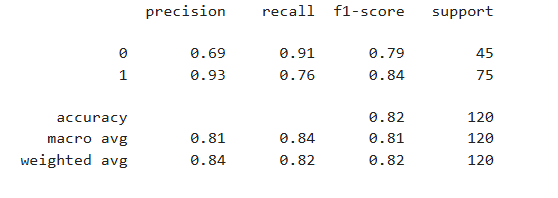 precision recall f1-score support
0 0.69 0.91 0.79 45
1 0.93 0.76 0.84 75
accuracy 0.82 120
macro avg 0.81 0.84 0.81 120
weighted avg 0.84 0.82 0.82 120